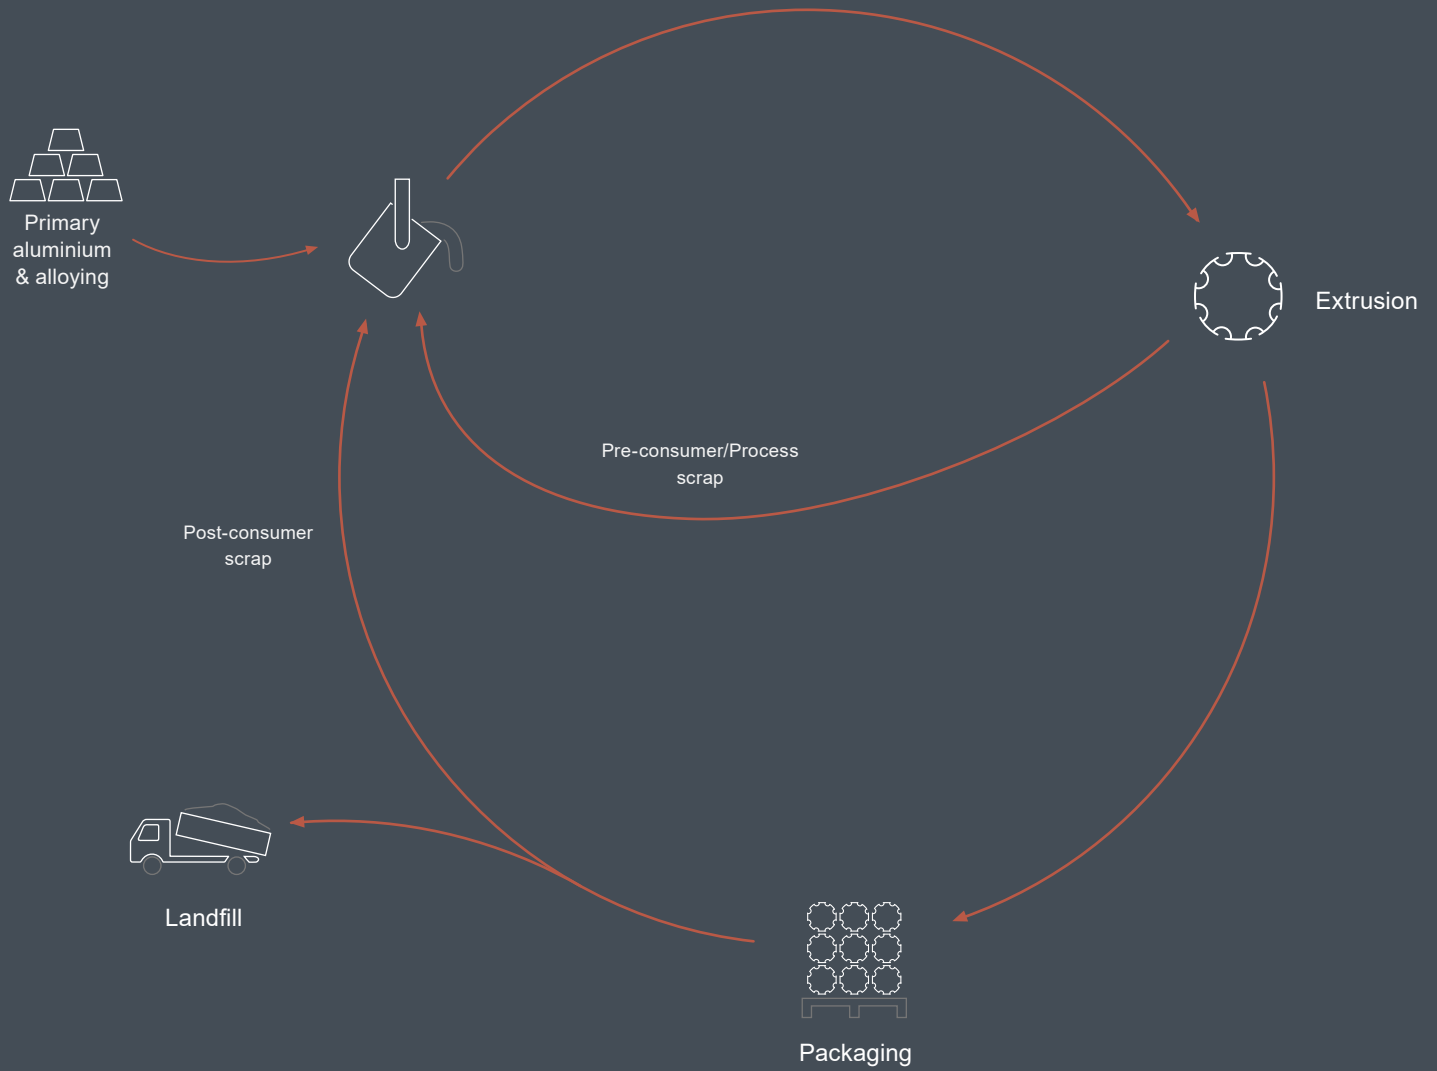 Primary
aluminium
& alloying
Extrusion
Pre-consumer/Process
scrap
Post-consumer
scrap
Landfill
Packaging